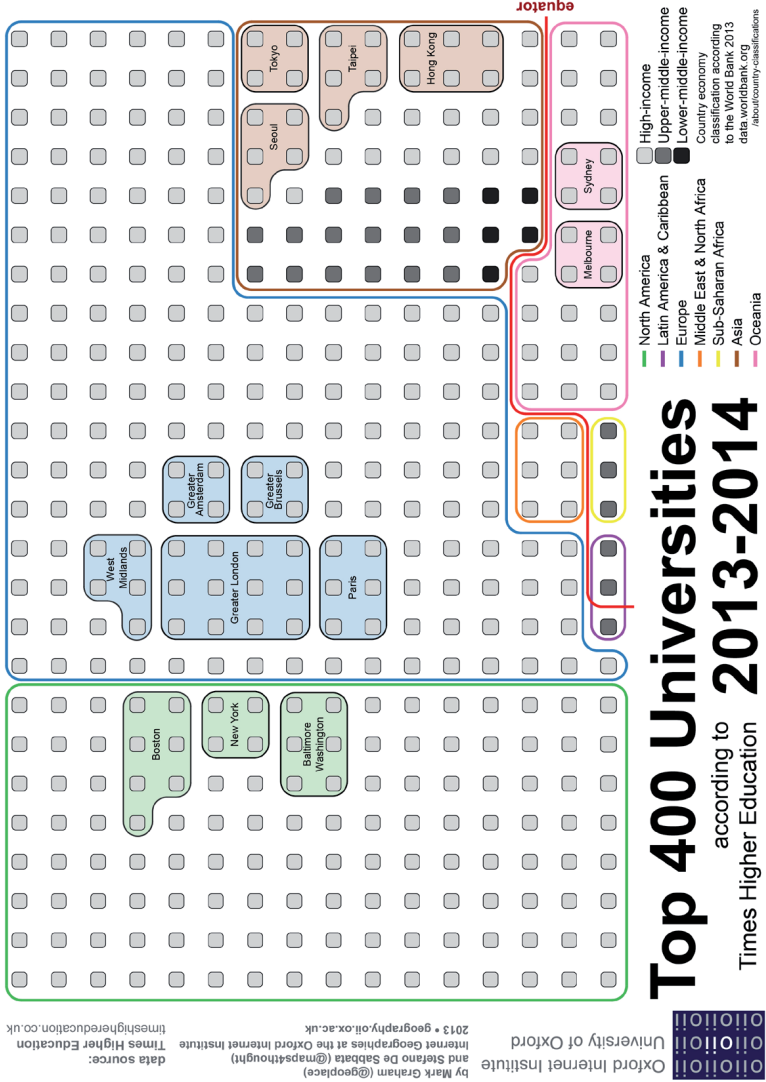 Top 400 Universities
according to
Times Higher Education
2013-2014
North America
Latin America & Caribbean
Europe
Middle East & North Africa
Sub-Saharan Africa
Asia
Oceania
High-income
Upper-middle-income
Lower-middle-income
Country economy
classification according
to the World Bank 2013
data.worldbank.org
/about/country-classifications
equator
Boston
New York
Baltimore
Washington
West
Midlands
Greater London
Paris
Greater
Amsterdam
Greater
Brussels
Seoul
Tokyo
Taipei
Hong Kong
Melbourne
Sydney
Oxford Internet Institute
University of Oxford
oiioiioii
oiioiioii
oiioiioii
by Mark Graham (@geoplace)
and Stefano De Sabbata (@maps4thought)
Internet Geographies at the Oxford Internet Institute
2013 • geography.oii.ox.ac.uk
data source:
Times Higher Education
timeshighereducation.co.uk